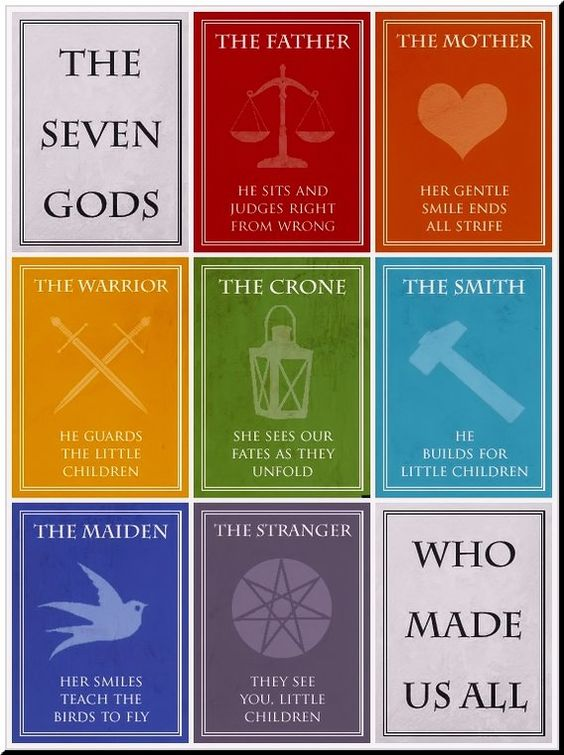 THE
SEVEN
GODS
THE FATHER
HE SITS AND
JUDGES RIGHT
FROM WRONG
THE MOTHER
HER GENTLE
SMILE ENDS
ALL STRIFE
THE WARRIOR
HE GUARDS
THE LITTLE
CHILDREN
THE CRONE
SHE SEES OUR
FATES AS THEY
UNFOLD
THE SMITH
HE
BUILDS FOR
LITTLE CHILDREN
THE MAIDEN
HER SMILES
TEACH THE
BIRDS TO FLY
THE STRANGER
THEY SEE
YOU, LITTLE
CHILDREN
WHO
MADE
US ALL